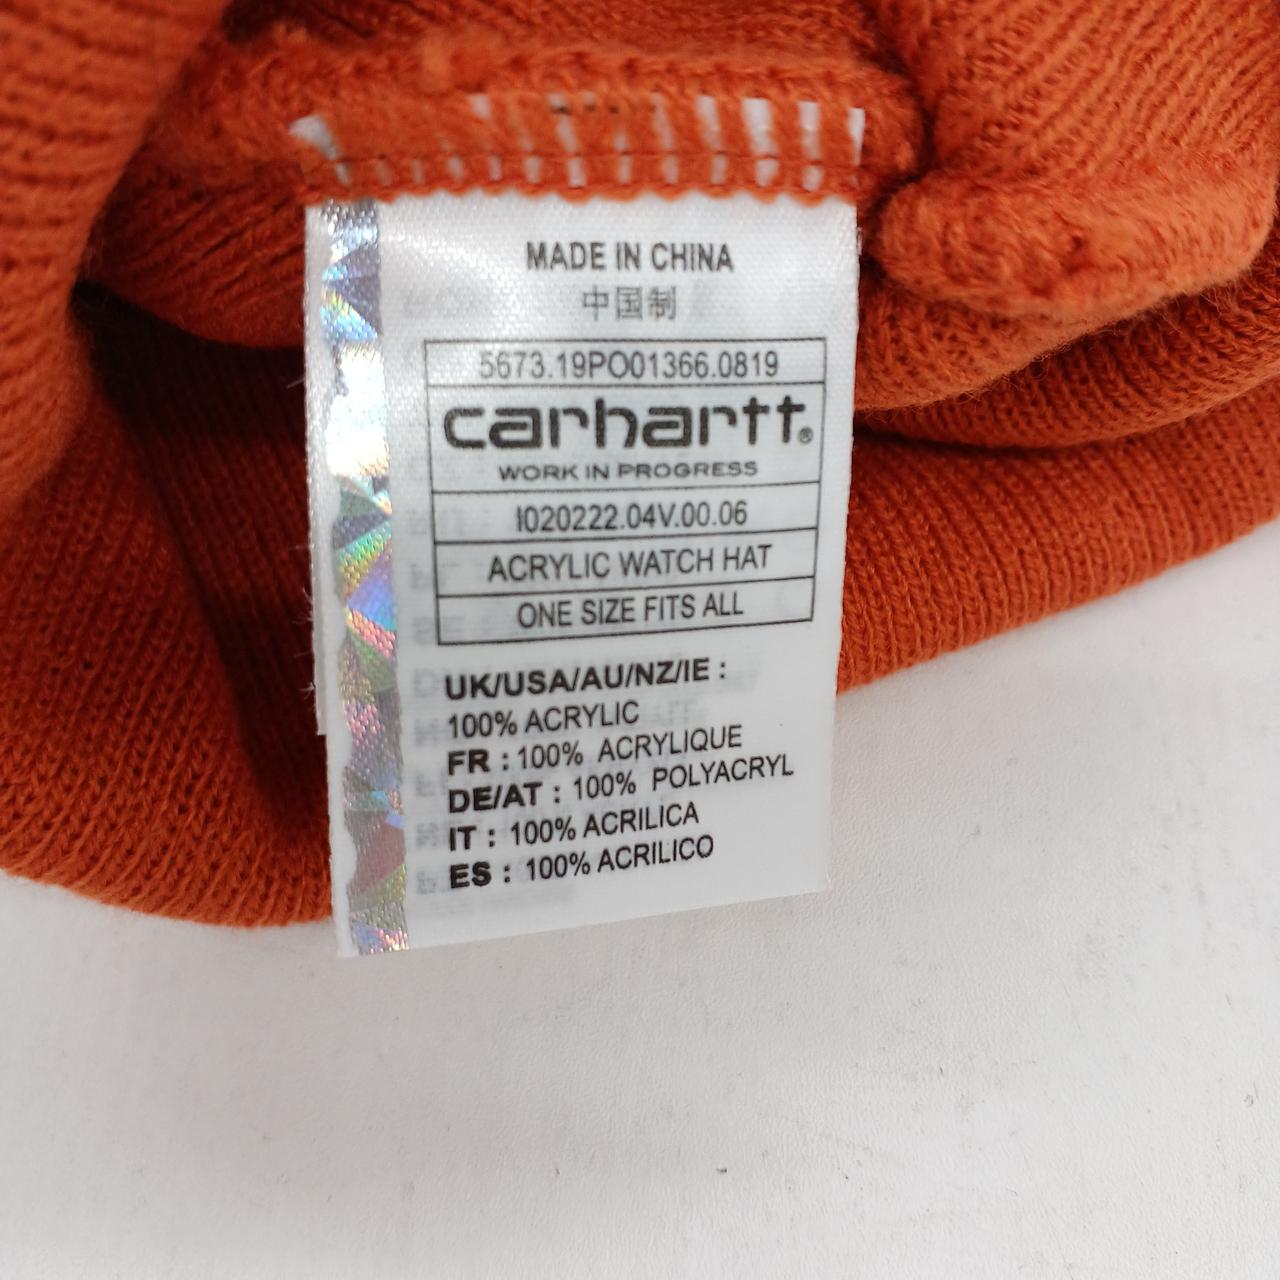 MADE IN CHINA
中国制
5673.19PO01366.0819
carhartt®
WORK IN PROGRESS
I020222.04V.00.06
ACRYLIC WATCH HAT
ONE SIZE FITS ALL
UK/USA/AU/NZ/IE :
100% ACRYLIC
FR : 100% ACRYLIQUE
DE/AT : 100% POLYACRYL
IT : 100% ACRILICA
ES : 100% ACRILICO